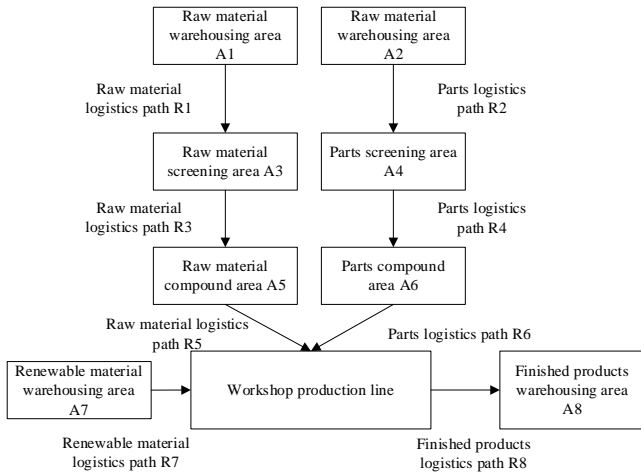 Raw material
warehousing area
A1
Raw material
warehousing area
A2
Raw material
logistics path R1
Parts logistics
path R2
Raw material
screening area A3
Parts screening area
A4
Raw material
logistics path R3
Parts logistics
path R4
Raw material
compound area A5
Parts compound
area A6
Raw material logistics
path R5
Parts logistics path R6
Renewable material
warehousing area
A7
Workshop production line
Finished products
warehousing area
A8
Renewable material
logistics path R7
Finished products
logistics path R8